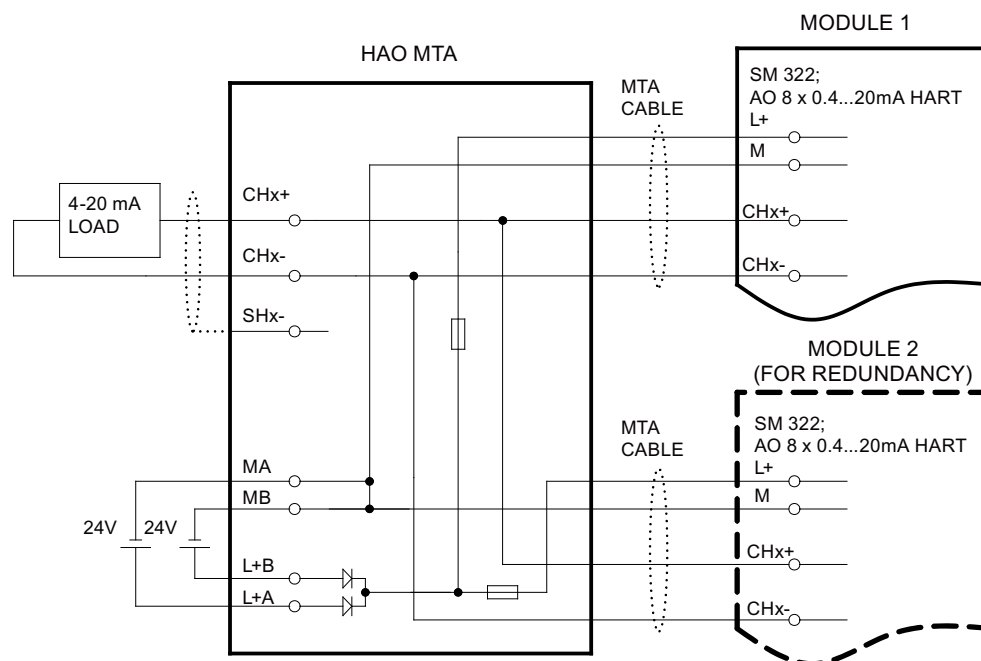 MODULE 1
HAO MTA
MTA
CABLE
SM 322;
AO 8 x 0.4...20mA HART
L+
M
CHx+
CHx-
4-20 mA
LOAD
CHx+
CHx-
SHx-
MODULE 2
(FOR REDUNDANCY)
MTA
CABLE
SM 322;
AO 8 x 0.4...20mA HART
L+
M
CHx+
CHx-
MA
MB
24V
24V
L+B
L+A